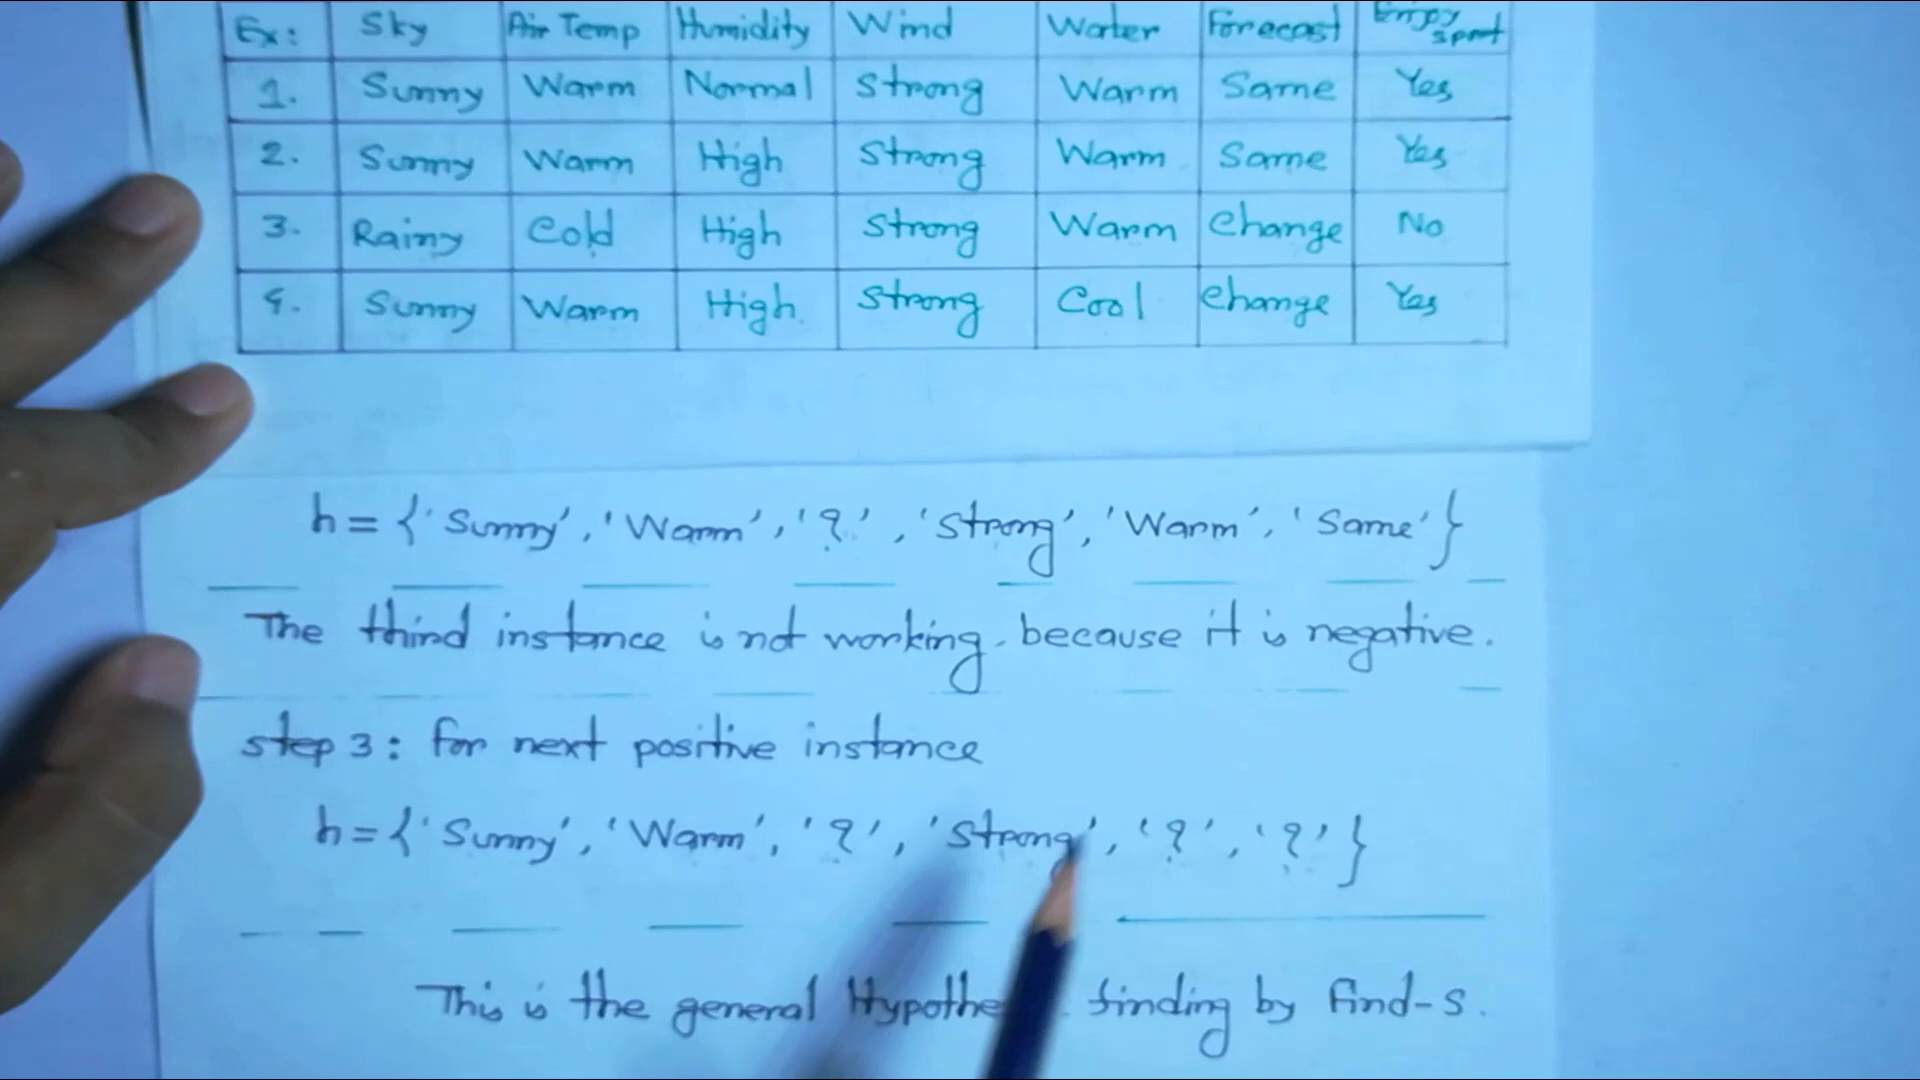 Ex: Sky Air Temp Humidity Wind Water Forecast Enjoy sport
1. Sunny Warm Normal Strong Warm Same Yes
2. Sunny Warm High Strong Warm Same Yes
3. Rainy Cold High Strong Warm Change No
4. Sunny Warm High Strong Cool Change Yes
h = {'Sunny', 'Warm', '?', 'Strong', 'Warm', 'Same'}
The third instance is not working. because it is negative.
step 3: for next positive instance
h = {'Sunny', 'Warm', '?', 'Strong', '?', '?'}
This is the general finding by Find-s.